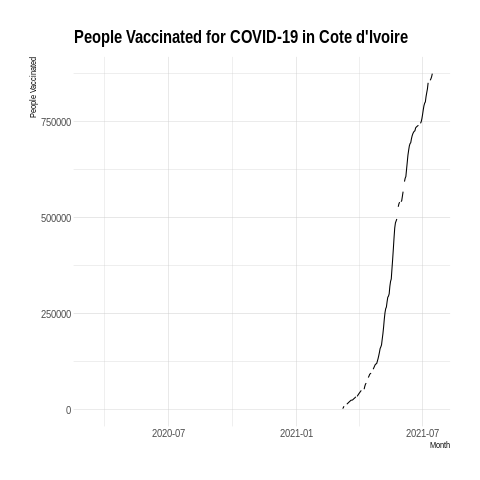 People Vaccinated for COVID-19 in Cote d'Ivoire
People Vaccinated
750000
500000
250000
0
2020-07
2021-01
2021-07
Month